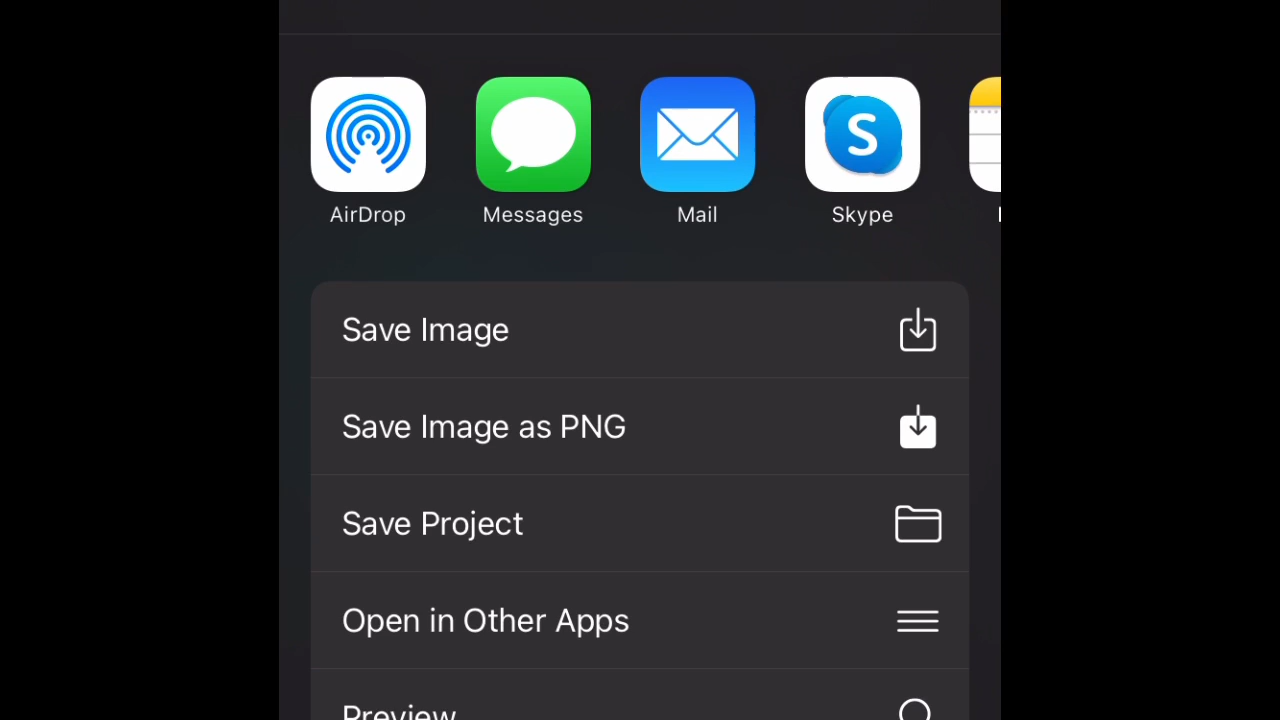 AirDrop
Messages
Mail
S
Skype
Save Image
Save Image as PNG
Save Project
Open in Other Apps
Preview